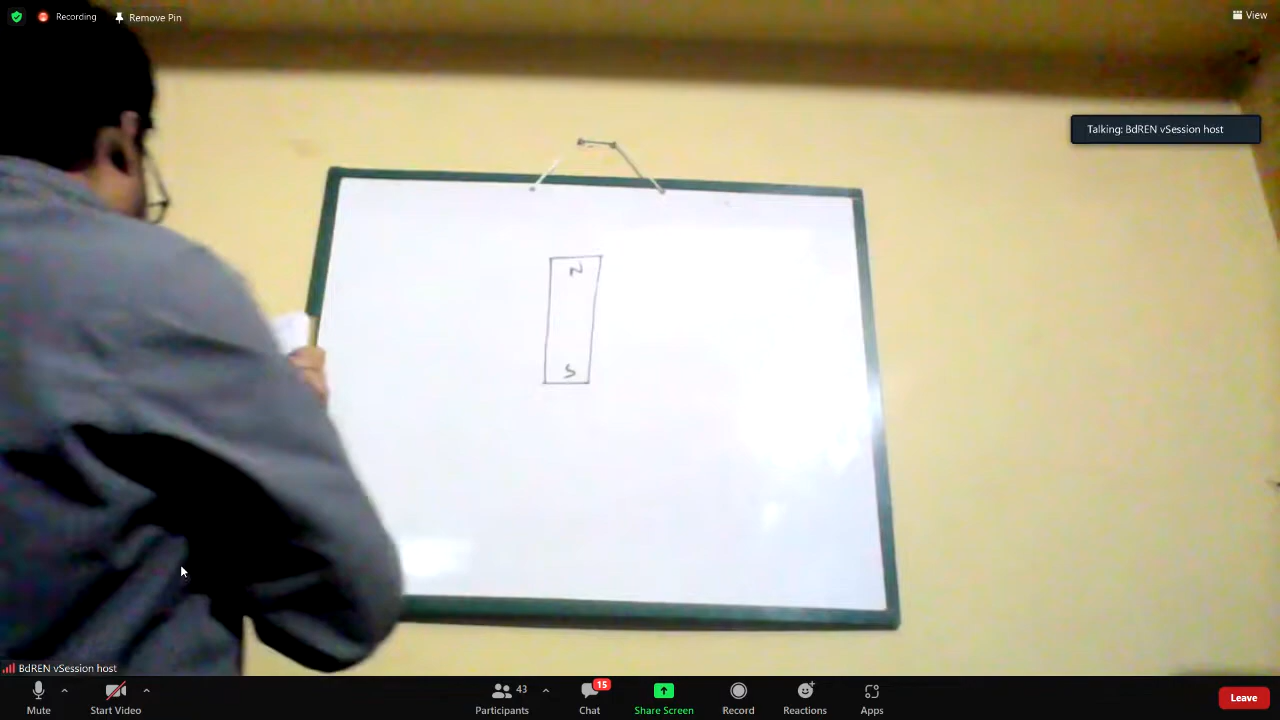 Recording
Remove Pin
View
Talking: BdREN vSession host
N
S
BdREN vSession host
Mute
Start Video
Participants
43
Chat
15
Share Screen
Record
Reactions
Apps
Leave